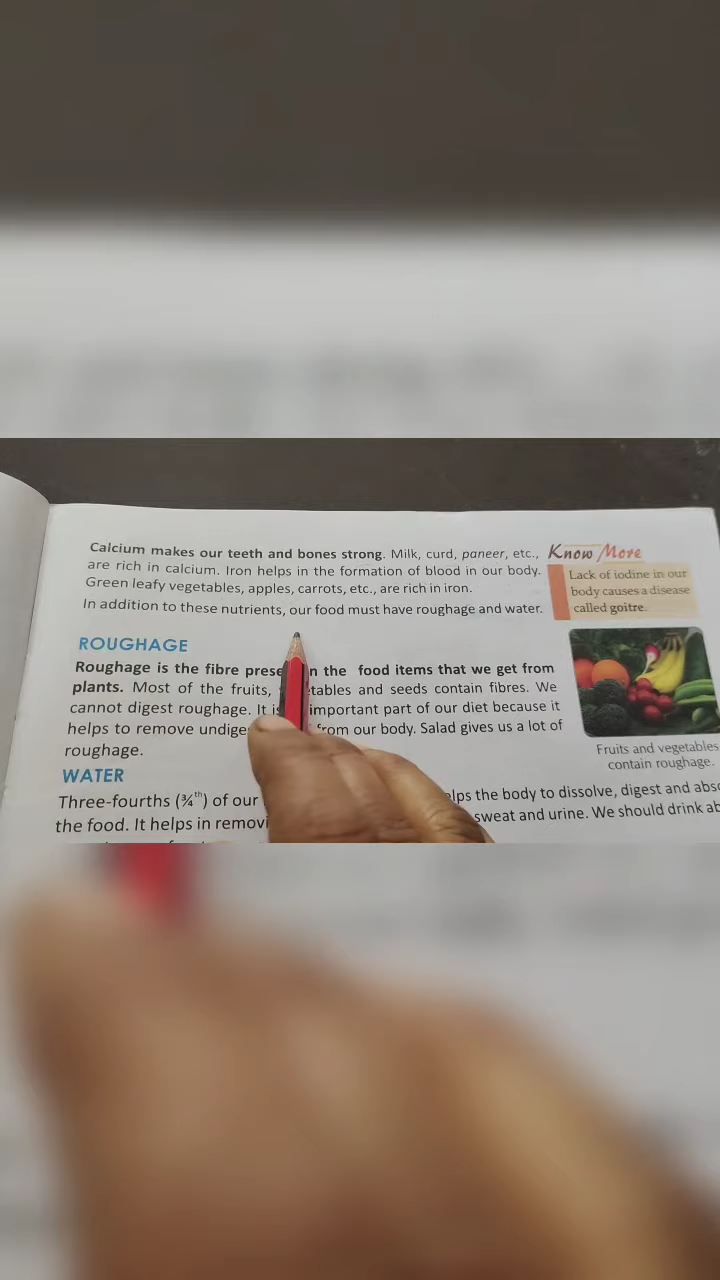 Calcium makes our teeth and bones strong. Milk, curd, paneer, etc.,
are rich in calcium. Iron helps in the formation of blood in our body.
Green leafy vegetables, apples, carrots, etc., are rich in iron.
In addition to these nutrients, our food must have roughage and water.
Know More
Lack of iodine in our
body causes a disease
called goitre.
ROUGHAGE
Roughage is the fibre prese n the food items that we get from
plants. Most of the fruits, etables and seeds contain fibres. We
cannot digest roughage. It is important part of our diet because it
helps to remove undige from our body. Salad gives us a lot of
roughage.
Fruits and vegetables
contain roughage.
WATER
Three-fourths (¾th) of our elps the body to dissolve, digest and abso
the food. It helps in removi sweat and urine. We should drink ab